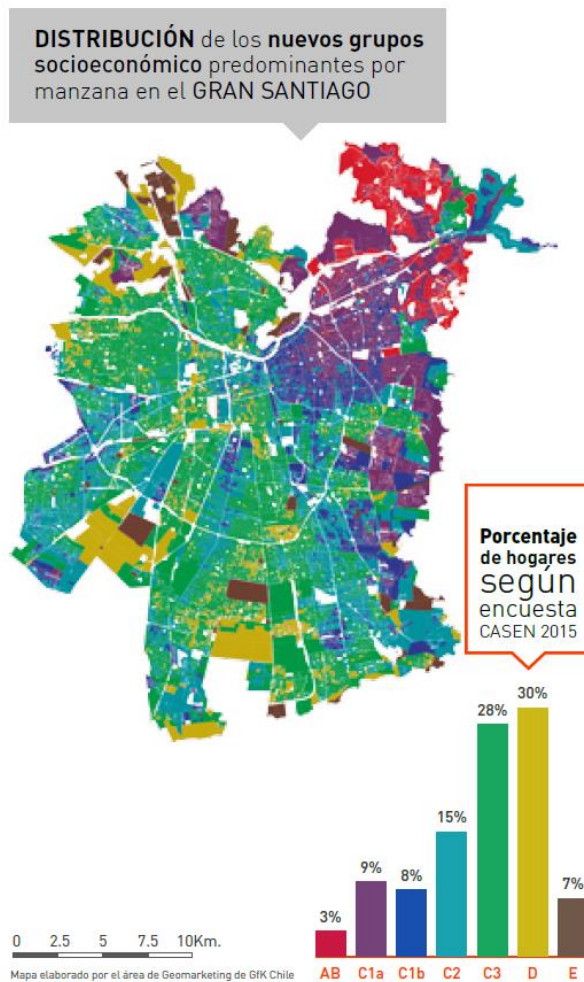 DISTRIBUCIÓN de los nuevos grupos
socioeconómico predominantes por
manzana en el GRAN SANTIAGO
Porcentaje
de hogares
según
encuesta
CASEN 2015
3%
9%
8%
15%
28%
30%
7%
AB C1a C1b C2 C3 D E
0 2.5 5 7.5 10Km.
Mapa elaborado por el área de Geomarketing de GfK Chile